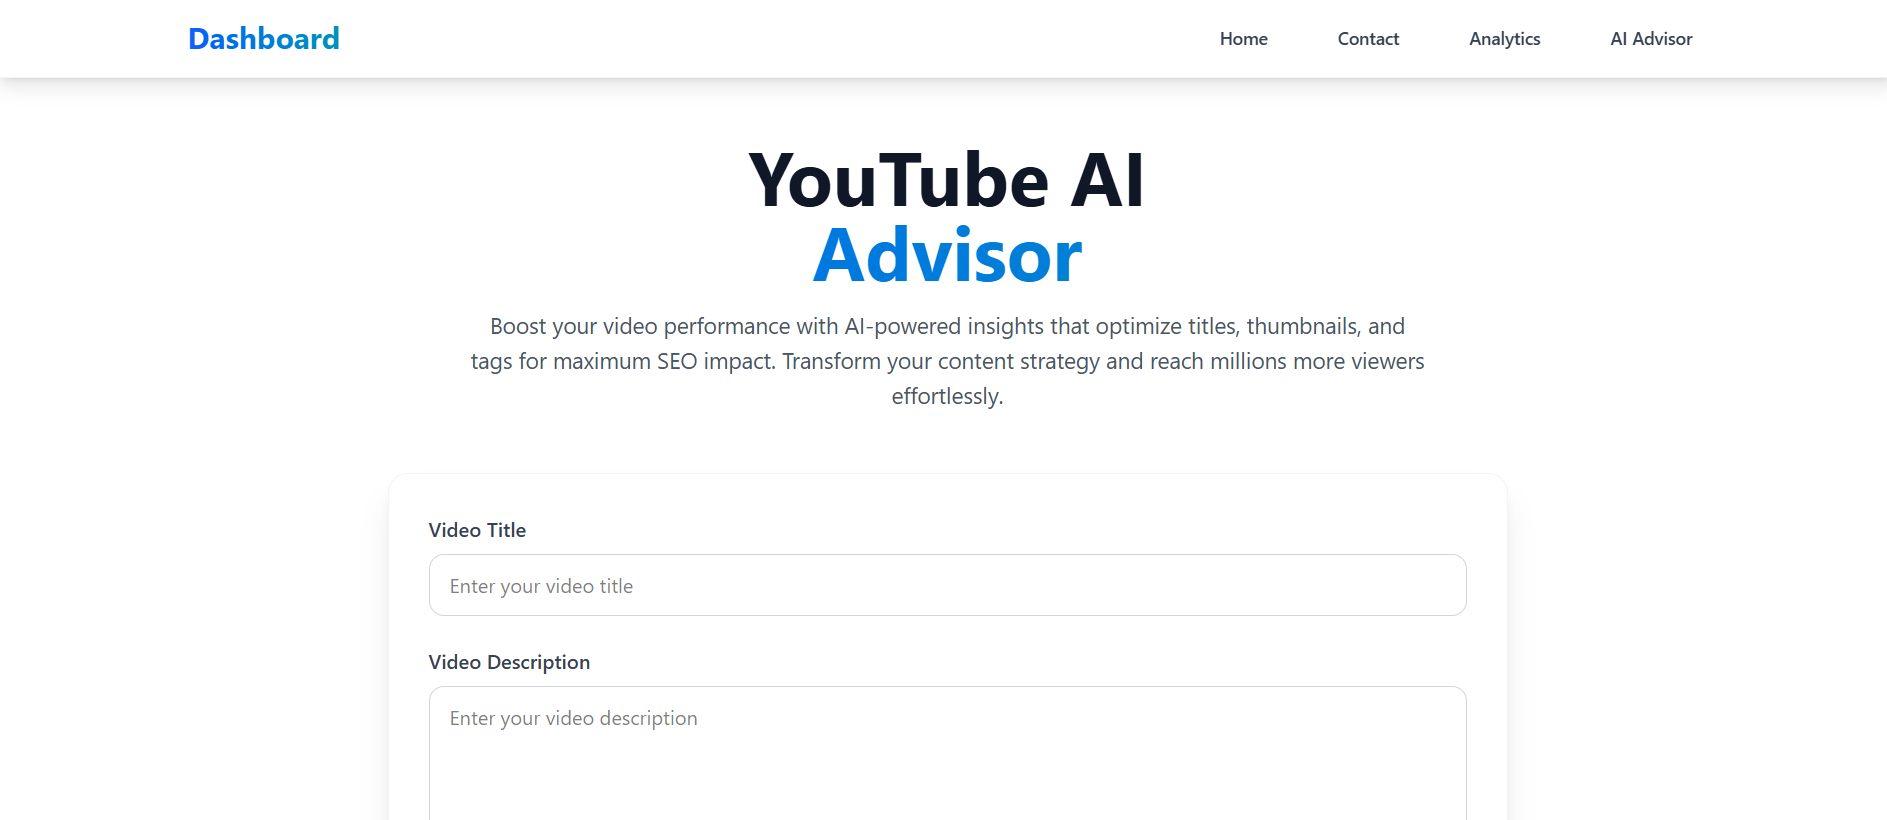 Dashboard
Home
Contact
Analytics
AI Advisor
YouTube AI
Advisor
Boost your video performance with AI-powered insights that optimize titles, thumbnails, and
tags for maximum SEO impact. Transform your content strategy and reach millions more viewers
effortlessly.
Video Title
Enter your video title
Video Description
Enter your video description